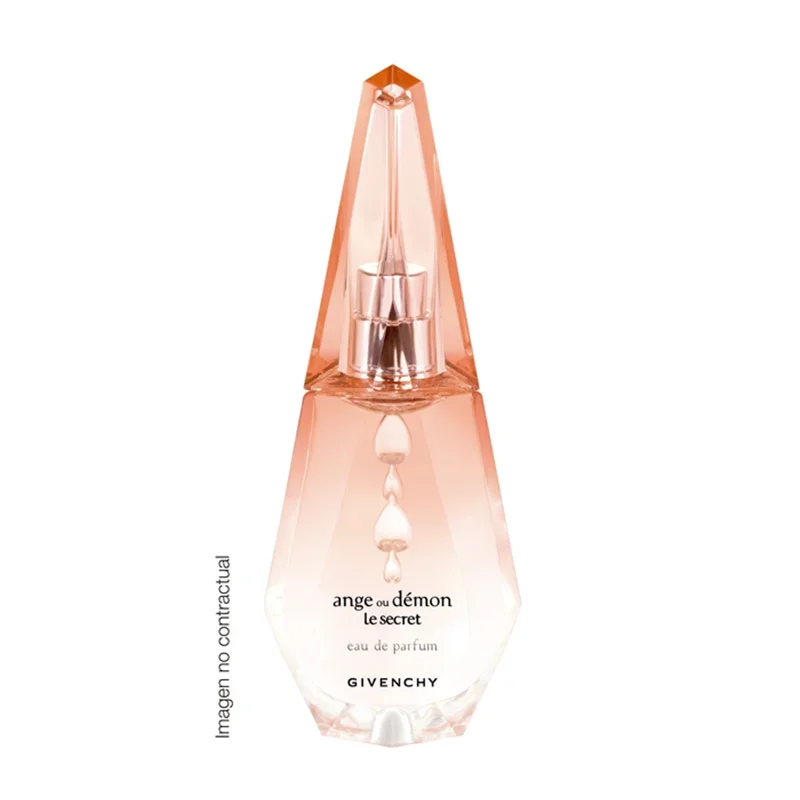 ange ou démon
le secret
eau de parfum
GIVENCHY
Imagen no contractual